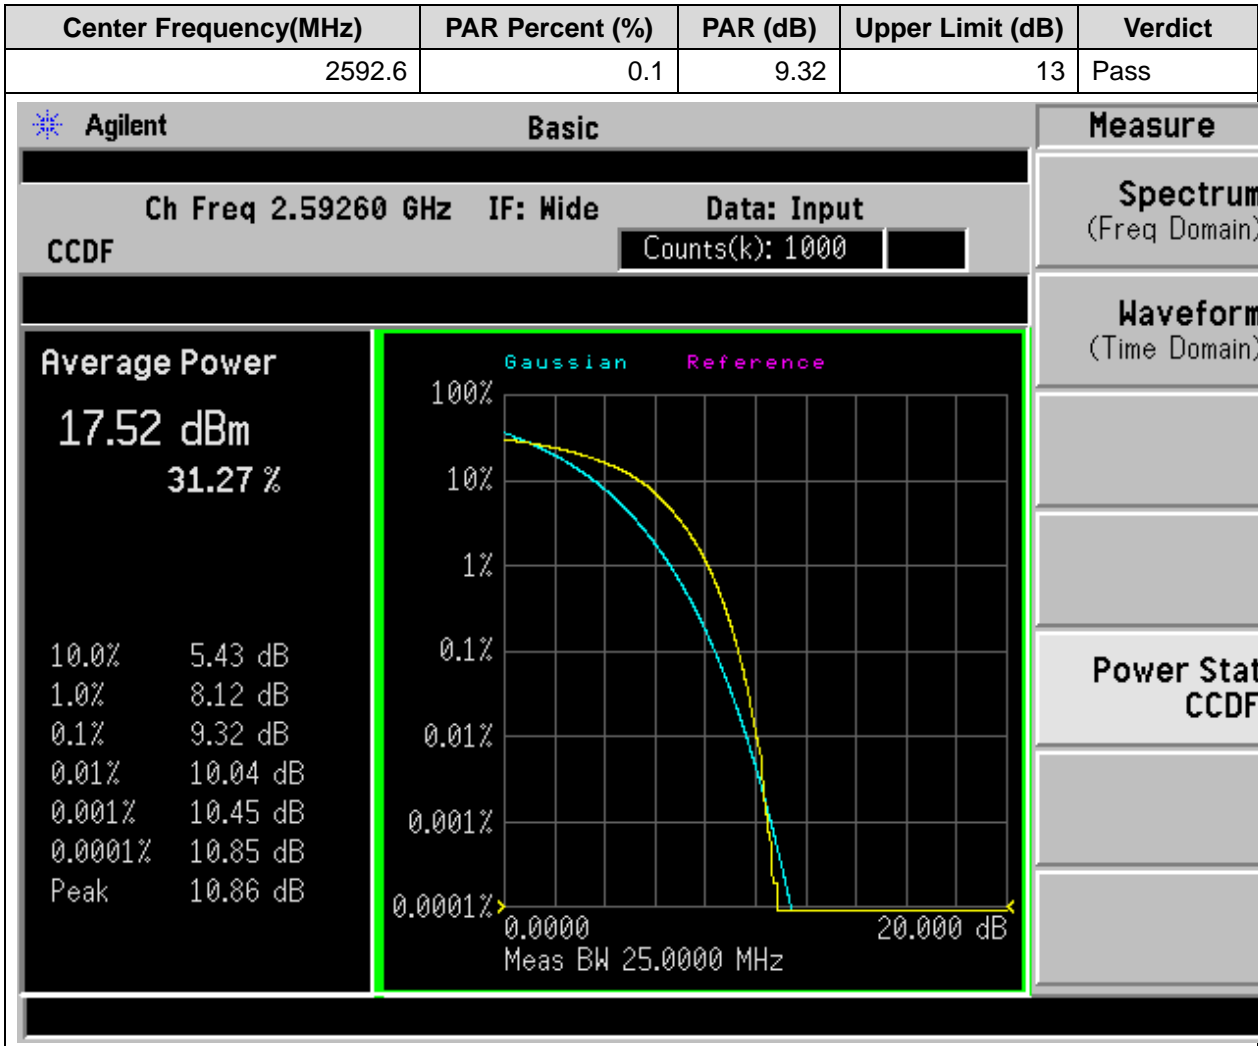 Center Frequency(MHz) PAR Percent (%) PAR (dB) Upper Limit (dB) Verdict
2592.6 0.1 9.32 13 Pass
Agilent Basic Measure
Ch Freq 2.59260 GHz IF: Wide Data: Input
CCDF Counts(k): 1000
Spectrum
(Freq Domain)
Waveform
(Time Domain)
Power Stat
CCDF
Average Power
17.52 dBm
31.27 %
10.0% 5.43 dB
1.0% 8.12 dB
0.1% 9.32 dB
0.01% 10.04 dB
0.001% 10.45 dB
0.0001% 10.85 dB
Peak 10.86 dB
Gaussian Reference
100%
10%
1%
0.1%
0.01%
0.001%
0.0001%
0.0000 20.000 dB
Meas BW 25.0000 MHz